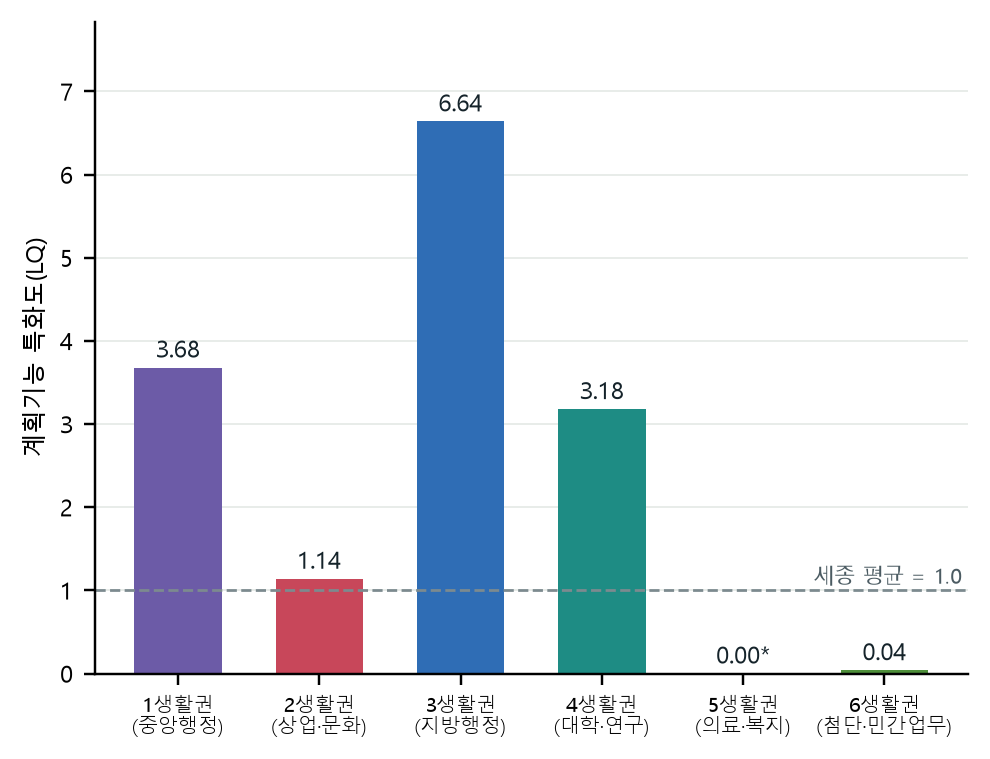 계획기능 특화도(LQ)
7
6
5
4
3
2
1
0
3.68
1.14
6.64
3.18
0.00*
0.04
세종 평균 = 1.0
1생활권
(중앙행정)
2생활권
(상업·문화)
3생활권
(지방행정)
4생활권
(대학·연구)
5생활권
(의료·복지)
6생활권
(첨단·민간업무)